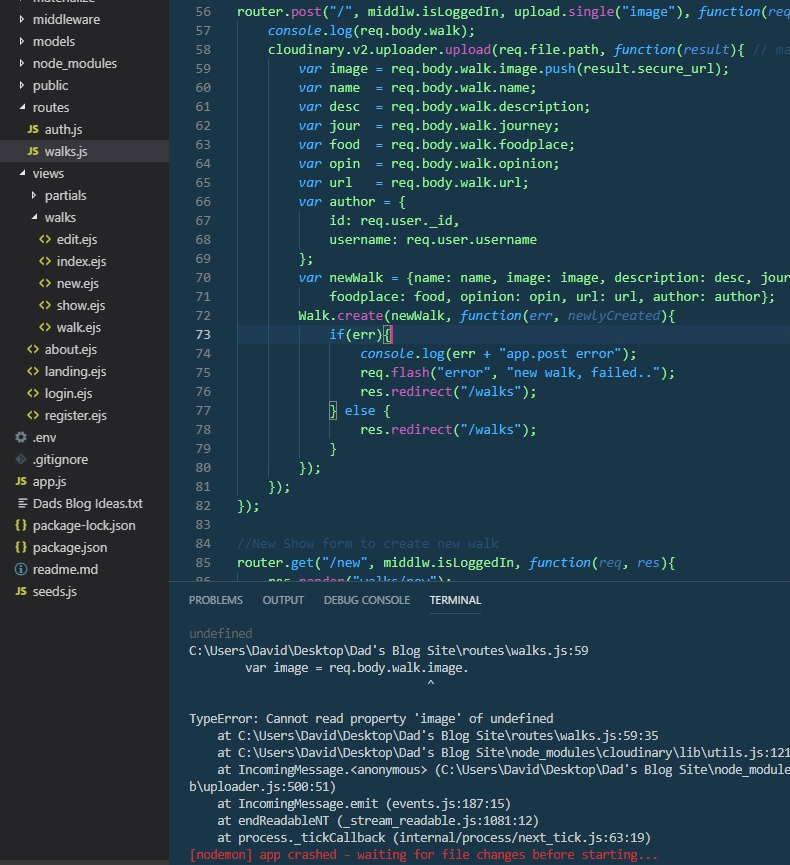 materialize
middleware
models
node_modules
public
routes
JS auth.js
JS walks.js
views
partials
walks
<> edit.ejs
<> index.ejs
<> new.ejs
<> show.ejs
<> walk.ejs
<> about.ejs
<> landing.ejs
<> login.ejs
<> register.ejs
.env
.gitignore
JS app.js
Dads Blog Ideas.txt
{} package-lock.json
{} package.json
readme.md
JS seeds.js
56 router.post("/", middlw.isLoggedIn, upload.single("image"), function(req
57 console.log(req.body.walk);
58 cloudinary.v2.uploader.upload(req.file.path, function(result){ // ma
59 var image = req.body.walk.image.push(result.secure_url);
60 var name = req.body.walk.name;
61 var desc = req.body.walk.description;
62 var jour = req.body.walk.journey;
63 var food = req.body.walk.foodplace;
64 var opin = req.body.walk.opinion;
65 var url = req.body.walk.url;
66 var author = {
67 id: req.user._id,
68 username: req.user.username
69 };
70 var newWalk = {name: name, image: image, description: desc, jour
71 foodplace: food, opinion: opin, url: url, author: author};
72 Walk.create(newWalk, function(err, newlyCreated){
73 if(err){
74 console.log(err + "app.post error");
75 req.flash("error", "new walk, failed..");
76 res.redirect("/walks");
77 } else {
78 res.redirect("/walks");
79 }
80 });
81 });
82 });
83
84 //New Show form to create new walk
85 router.get("/new", middlw.isLoggedIn, function(req, res){
86 res.render("walks/new");
PROBLEMS OUTPUT DEBUG CONSOLE TERMINAL
undefined
C:\Users\David\Desktop\Dad's Blog Site\routes\walks.js:59
var image = req.body.walk.image.
^
TypeError: Cannot read property 'image' of undefined
at C:\Users\David\Desktop\Dad's Blog Site\routes\walks.js:59:35
at C:\Users\David\Desktop\Dad's Blog Site\node_modules\cloudinary\lib\utils.js:121
at IncomingMessage.<anonymous> (C:\Users\David\Desktop\Dad's Blog Site\node_module
b\uploader.js:500:51)
at IncomingMessage.emit (events.js:187:15)
at endReadableNT (_stream_readable.js:1081:12)
at process._tickCallback (internal/process/next_tick.js:63:19)
[nodemon] app crashed - waiting for file changes before starting...